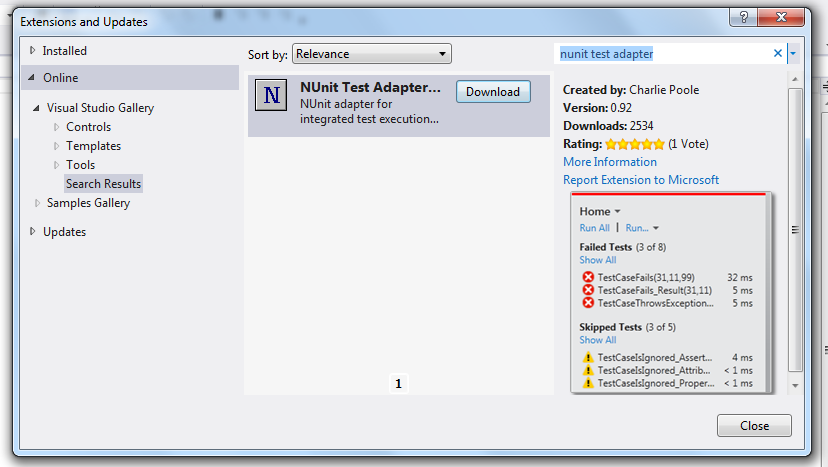 Extensions and Updates
Installed
Online
Visual Studio Gallery
Controls
Templates
Tools
Search Results
Samples Gallery
Updates
Sort by: Relevance
NUnit Test Adapter...
NUnit adapter for
integrated test execution...
Download
1
nunit test adapter
Created by: Charlie Poole
Version: 0.92
Downloads: 2534
Rating: (1 Vote)
More Information
Report Extension to Microsoft
Home
Run All | Run...
Failed Tests (3 of 8)
Show All
TestCaseFails(31,11,99) 32 ms
TestCaseFails_Result(31,11) 5 ms
TestCaseThrowsException... 5 ms
Skipped Tests (3 of 5)
Show All
TestCaseIsIgnored_Assert... 4 ms
TestCaseIsIgnored_Attrib... < 1 ms
TestCaseIsIgnored_Proper... < 1 ms
Close